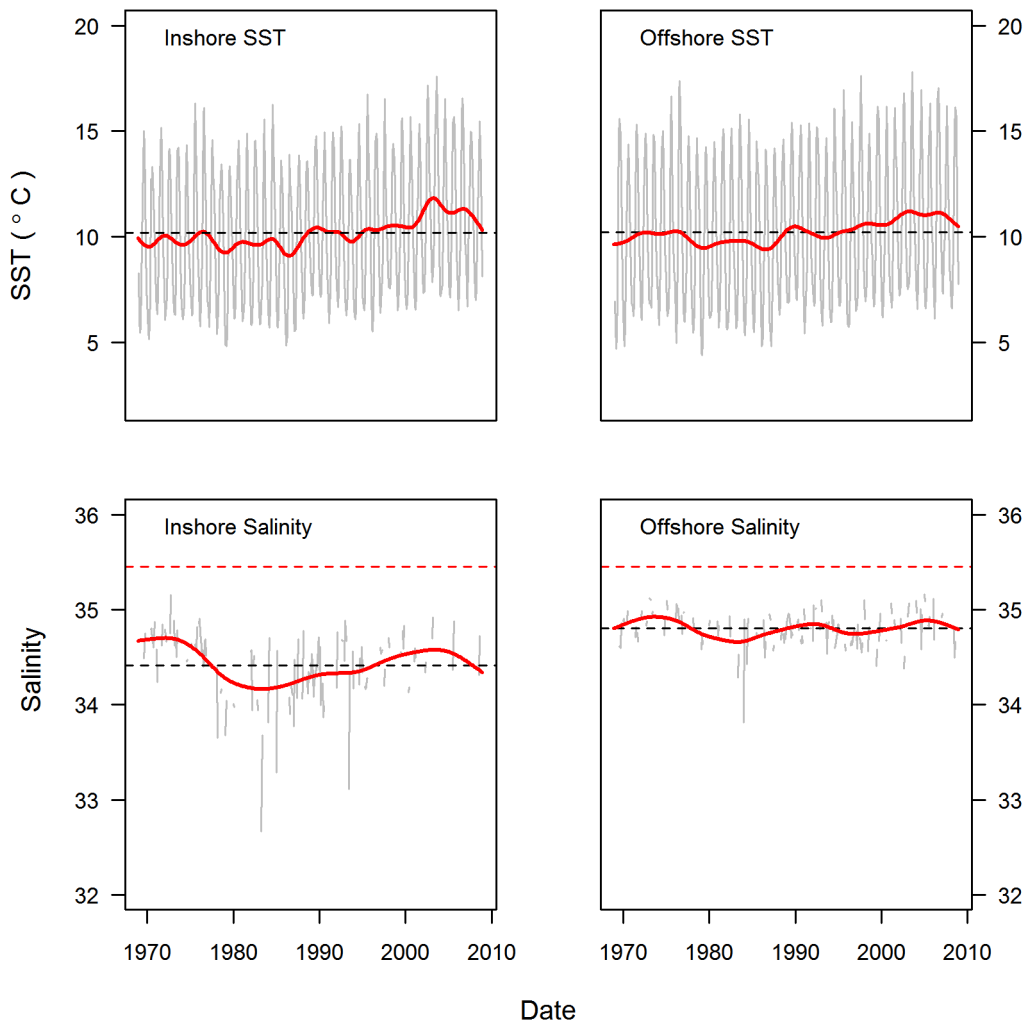 Inshore SST
Offshore SST
20
15
10
5
SST ( ° C )
20
15
10
5
Inshore Salinity
Offshore Salinity
36
35
34
33
32
Salinity
36
35
34
33
32
1970 1980 1990 2000 2010
1970 1980 1990 2000 2010
Date